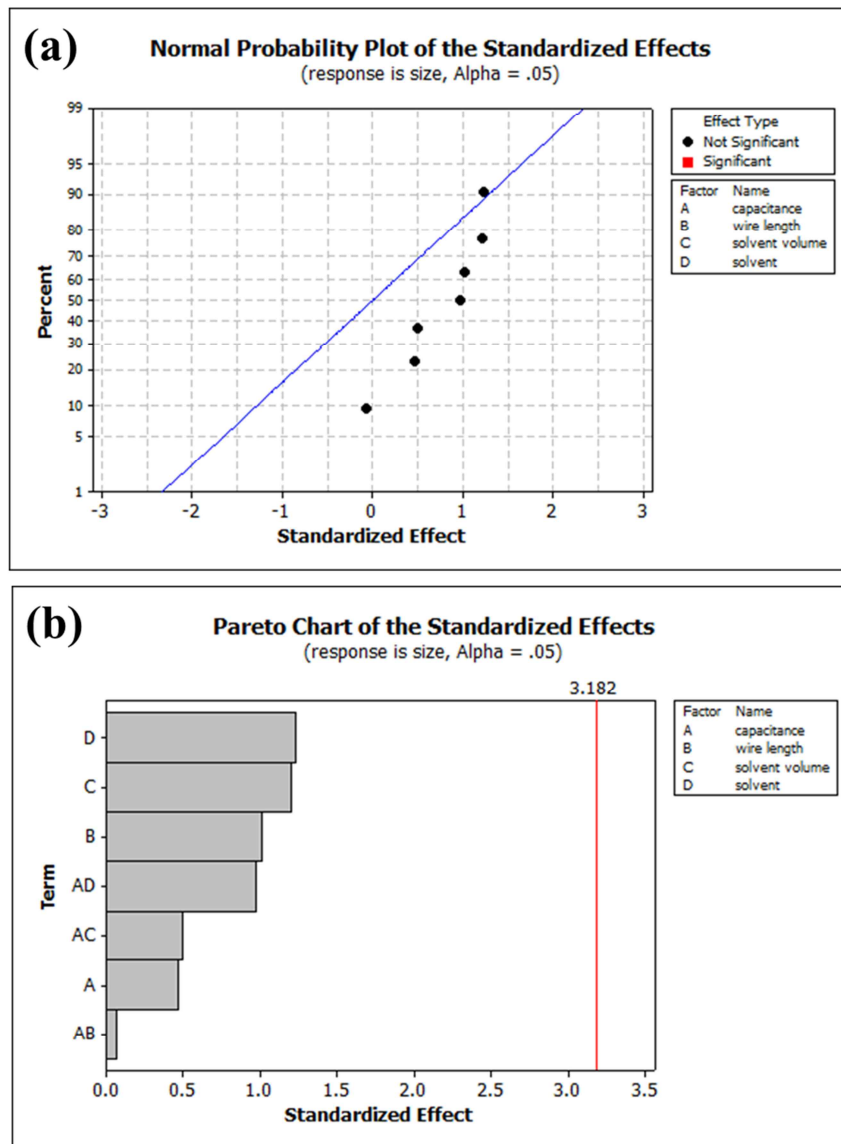 (a)
Normal Probability Plot of the Standardized Effects
(response is size, Alpha = .05)
Percent
99
95
90
80
70
60
50
40
30
20
10
5
1
-3 -2 -1 0 1 2 3
Standardized Effect
Effect Type
Not Significant
Significant
Factor Name
A capacitance
B wire length
C solvent volume
D solvent
(b)
Pareto Chart of the Standardized Effects
(response is size, Alpha = .05)
3.182
Term
D
C
B
AD
AC
A
AB
0.0 0.5 1.0 1.5 2.0 2.5 3.0 3.5
Standardized Effect
Factor Name
A capacitance
B wire length
C solvent volume
D solvent